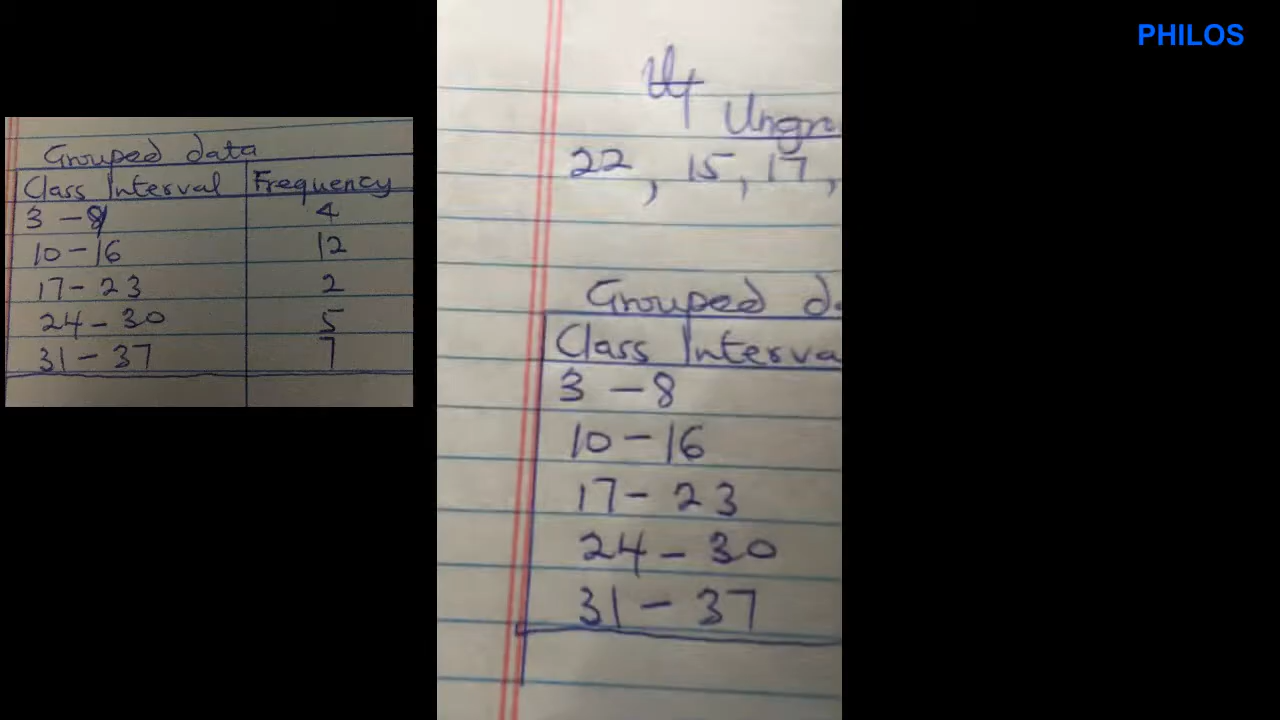 PHILOS
Grouped data
Class Interval Frequency
3 - 8
4
10 - 16 12
17 - 23 2
24 - 30 5
31 - 37 7
22, 15, 17,
Grouped
Class
3 - 8
10 - 16
17 - 23
24 - 30
31 - 37